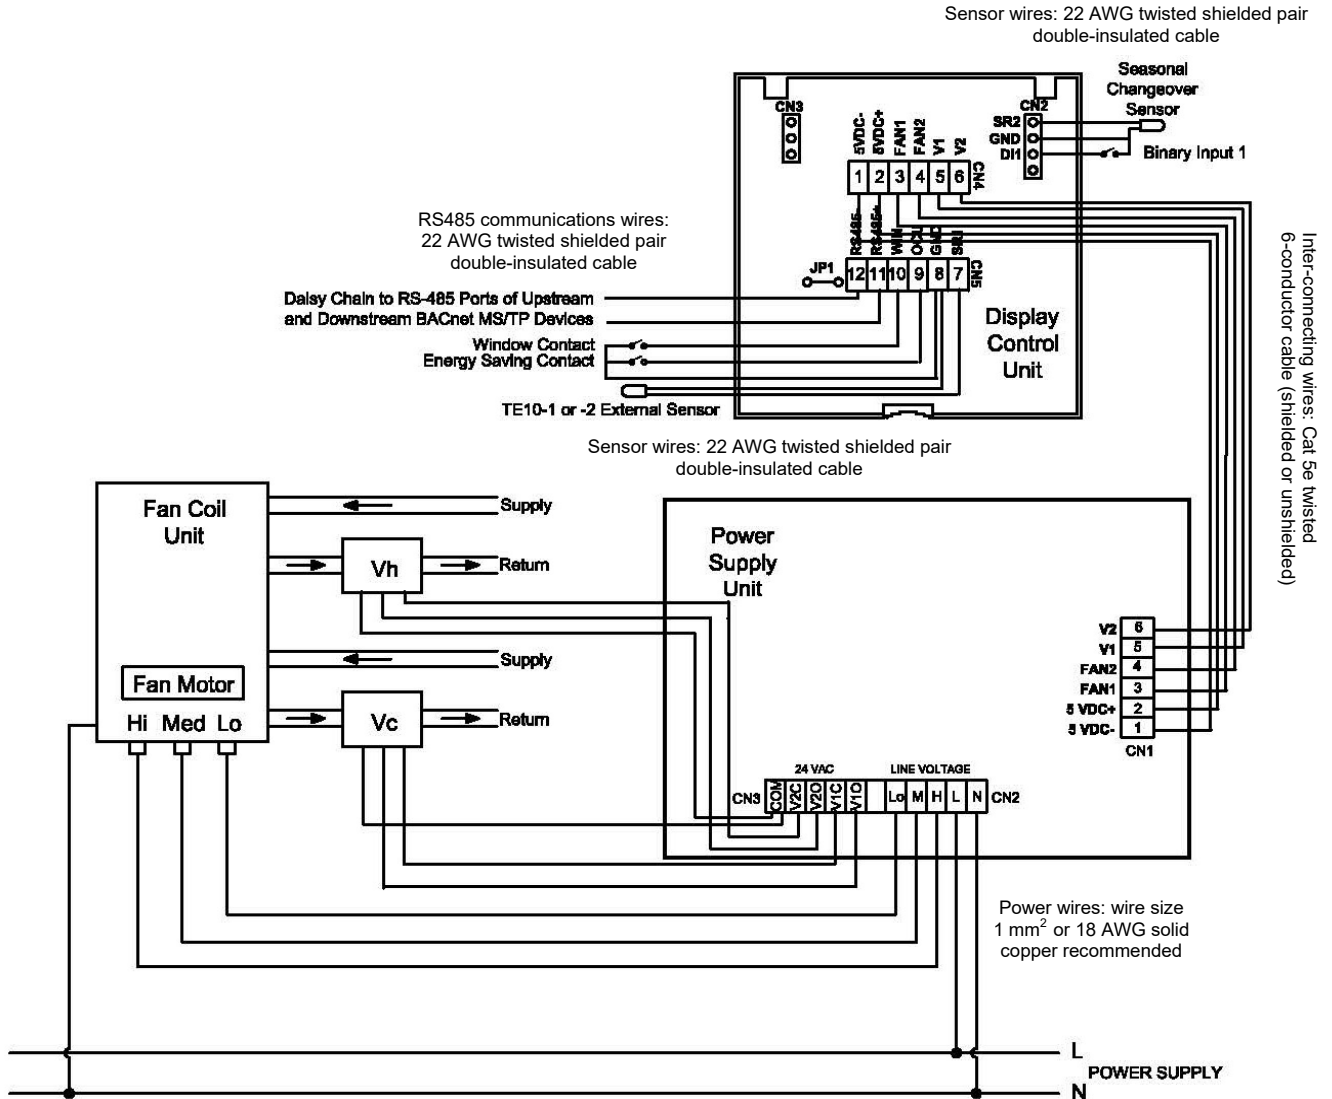 Sensor wires: 22 AWG twisted shielded pair
double-insulated cable
Seasonal
Changeover
Sensor
CN3
CN2
SR2
GND
DI1
Binary Input 1
5VDC-
5VDC+
FAN1
FAN2
V1
V2
1 2 3 4 5 6
CN4
RS485-
RS485+
WIN
OCU
GND
SR1
JP1
12 11 10 9 8 7
CN5
RS485 communications wires:
22 AWG twisted shielded pair
double-insulated cable
Daisy Chain to RS-485 Ports of Upstream
and Downstream BACnet MS/TP Devices
Window Contact
Energy Saving Contact
TE10-1 or -2 External Sensor
Display
Control
Unit
Inter-connecting wires: Cat 5e twisted
6-conductor cable (shielded or unshielded)
Sensor wires: 22 AWG twisted shielded pair
double-insulated cable
Fan Coil
Unit
Supply
Vh
Return
Supply
Fan Motor
Hi Med Lo
Vc
Return
Power
Supply
Unit
V2 6
V1 5
FAN2 4
FAN1 3
5 VDC+ 2
5 VDC- 1
CN1
24 VAC
LINE VOLTAGE
CN3
COM
V2C
V2O
V1C
V1O
Lo M H L N
CN2
Power wires: wire size
1 mm² or 18 AWG solid
copper recommended
L
POWER SUPPLY
N